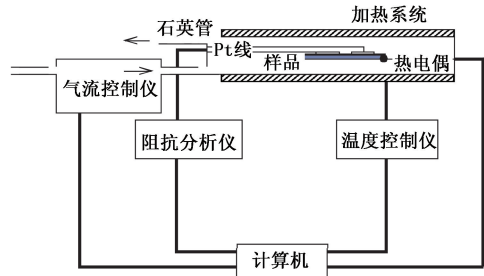 加热系统
石英管
Pt线
样品
热电偶
气流控制仪
阻抗分析仪
温度控制仪
计算机